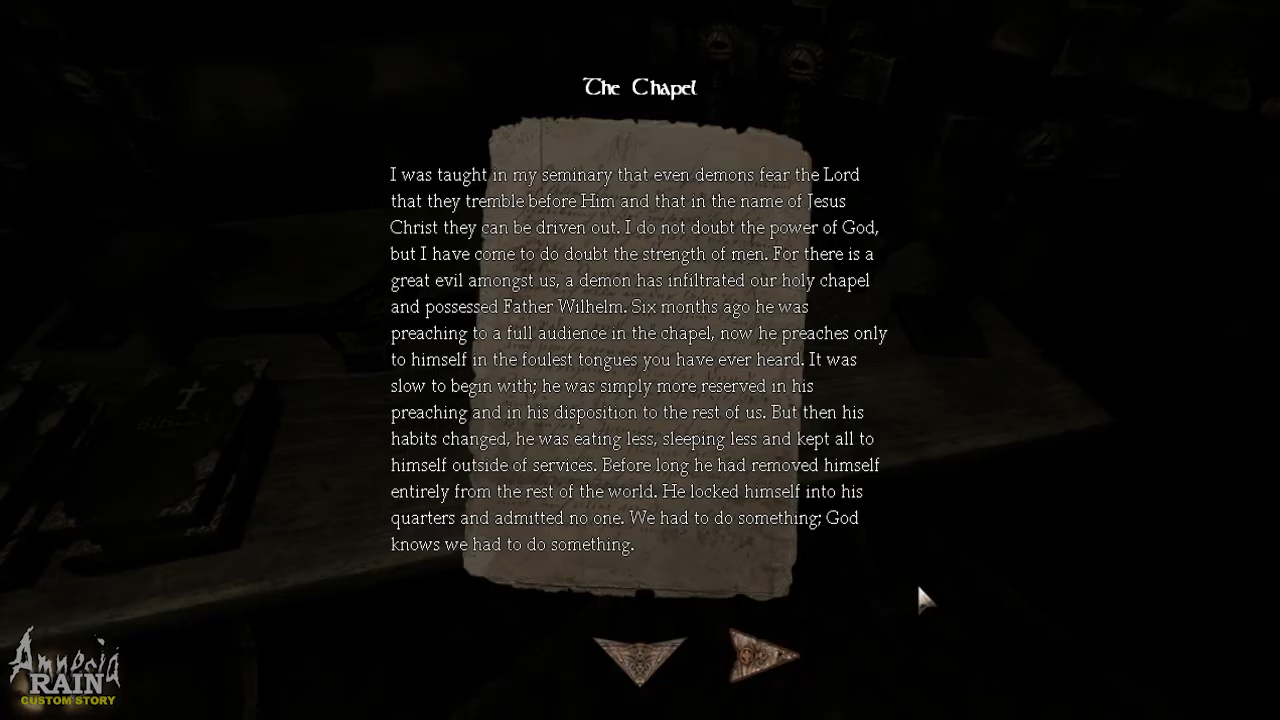 The Chapel
I was taught in my seminary that even demons fear the Lord
that they tremble before Him and that in the name of Jesus
Christ they can be driven out. I do not doubt the power of God,
but I have come to do doubt the strength of men. For there is a
great evil amongst us, a demon has infiltrated our holy chapel
and possessed Father Wilhelm. Six months ago he was
preaching to a full audience in the chapel, now he preaches only
to himself in the foulest tongues you have ever heard. It was
slow to begin with; he was simply more reserved in his
preaching and in his disposition to the rest of us. But then his
habits changed, he was eating less, sleeping less and kept all to
himself outside of services. Before long he had removed himself
entirely from the rest of the world. He locked himself into his
quarters and admitted no one. We had to do something; God
knows we had to do something.
BIBLE
Amnesia
RAIN
CUSTOM STORY